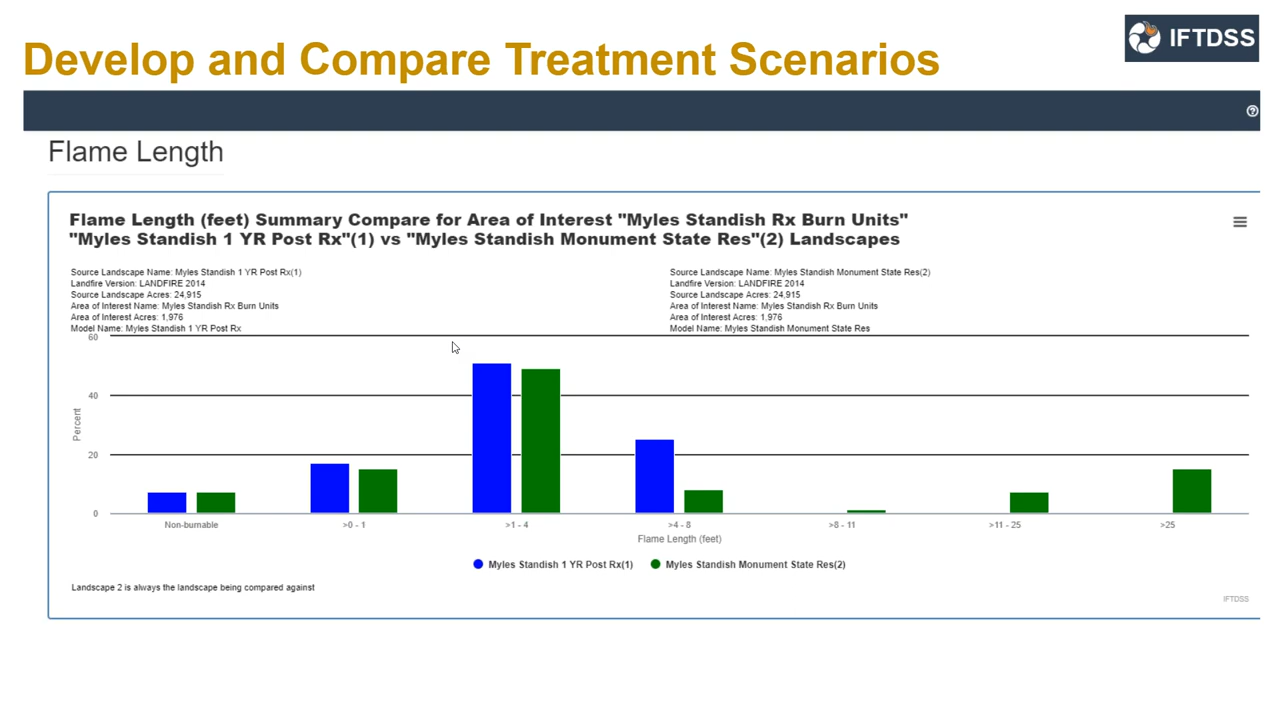 Develop and Compare Treatment Scenarios
IFTDSS
Flame Length
Flame Length (feet) Summary Compare for Area of Interest "Myles Standish Rx Burn Units"
"Myles Standish 1 YR Post Rx"(1) vs "Myles Standish Monument State Res"(2) Landscapes
Source Landscape Name: Myles Standish 1 YR Post Rx(1)
Landfire Version: LANDFIRE 2014
Source Landscape Acres: 24,915
Area of Interest Name: Myles Standish Rx Burn Units
Area of Interest Acres: 1,976
Model Name: Myles Standish 1 YR Post Rx
Source Landscape Name: Myles Standish Monument State Res(2)
Landfire Version: LANDFIRE 2014
Source Landscape Acres: 24,915
Area of Interest Name: Myles Standish Rx Burn Units
Area of Interest Acres: 1,976
Model Name: Myles Standish Monument State Res
60
40
20
0
Percent
Non-burnable >0 - 1 >1 - 4 >4 - 8 >8 - 11 >11 - 25 >25
Flame Length (feet)
Myles Standish 1 YR Post Rx(1) Myles Standish Monument State Res(2)
Landscape 2 is always the landscape being compared against
IFTDSS